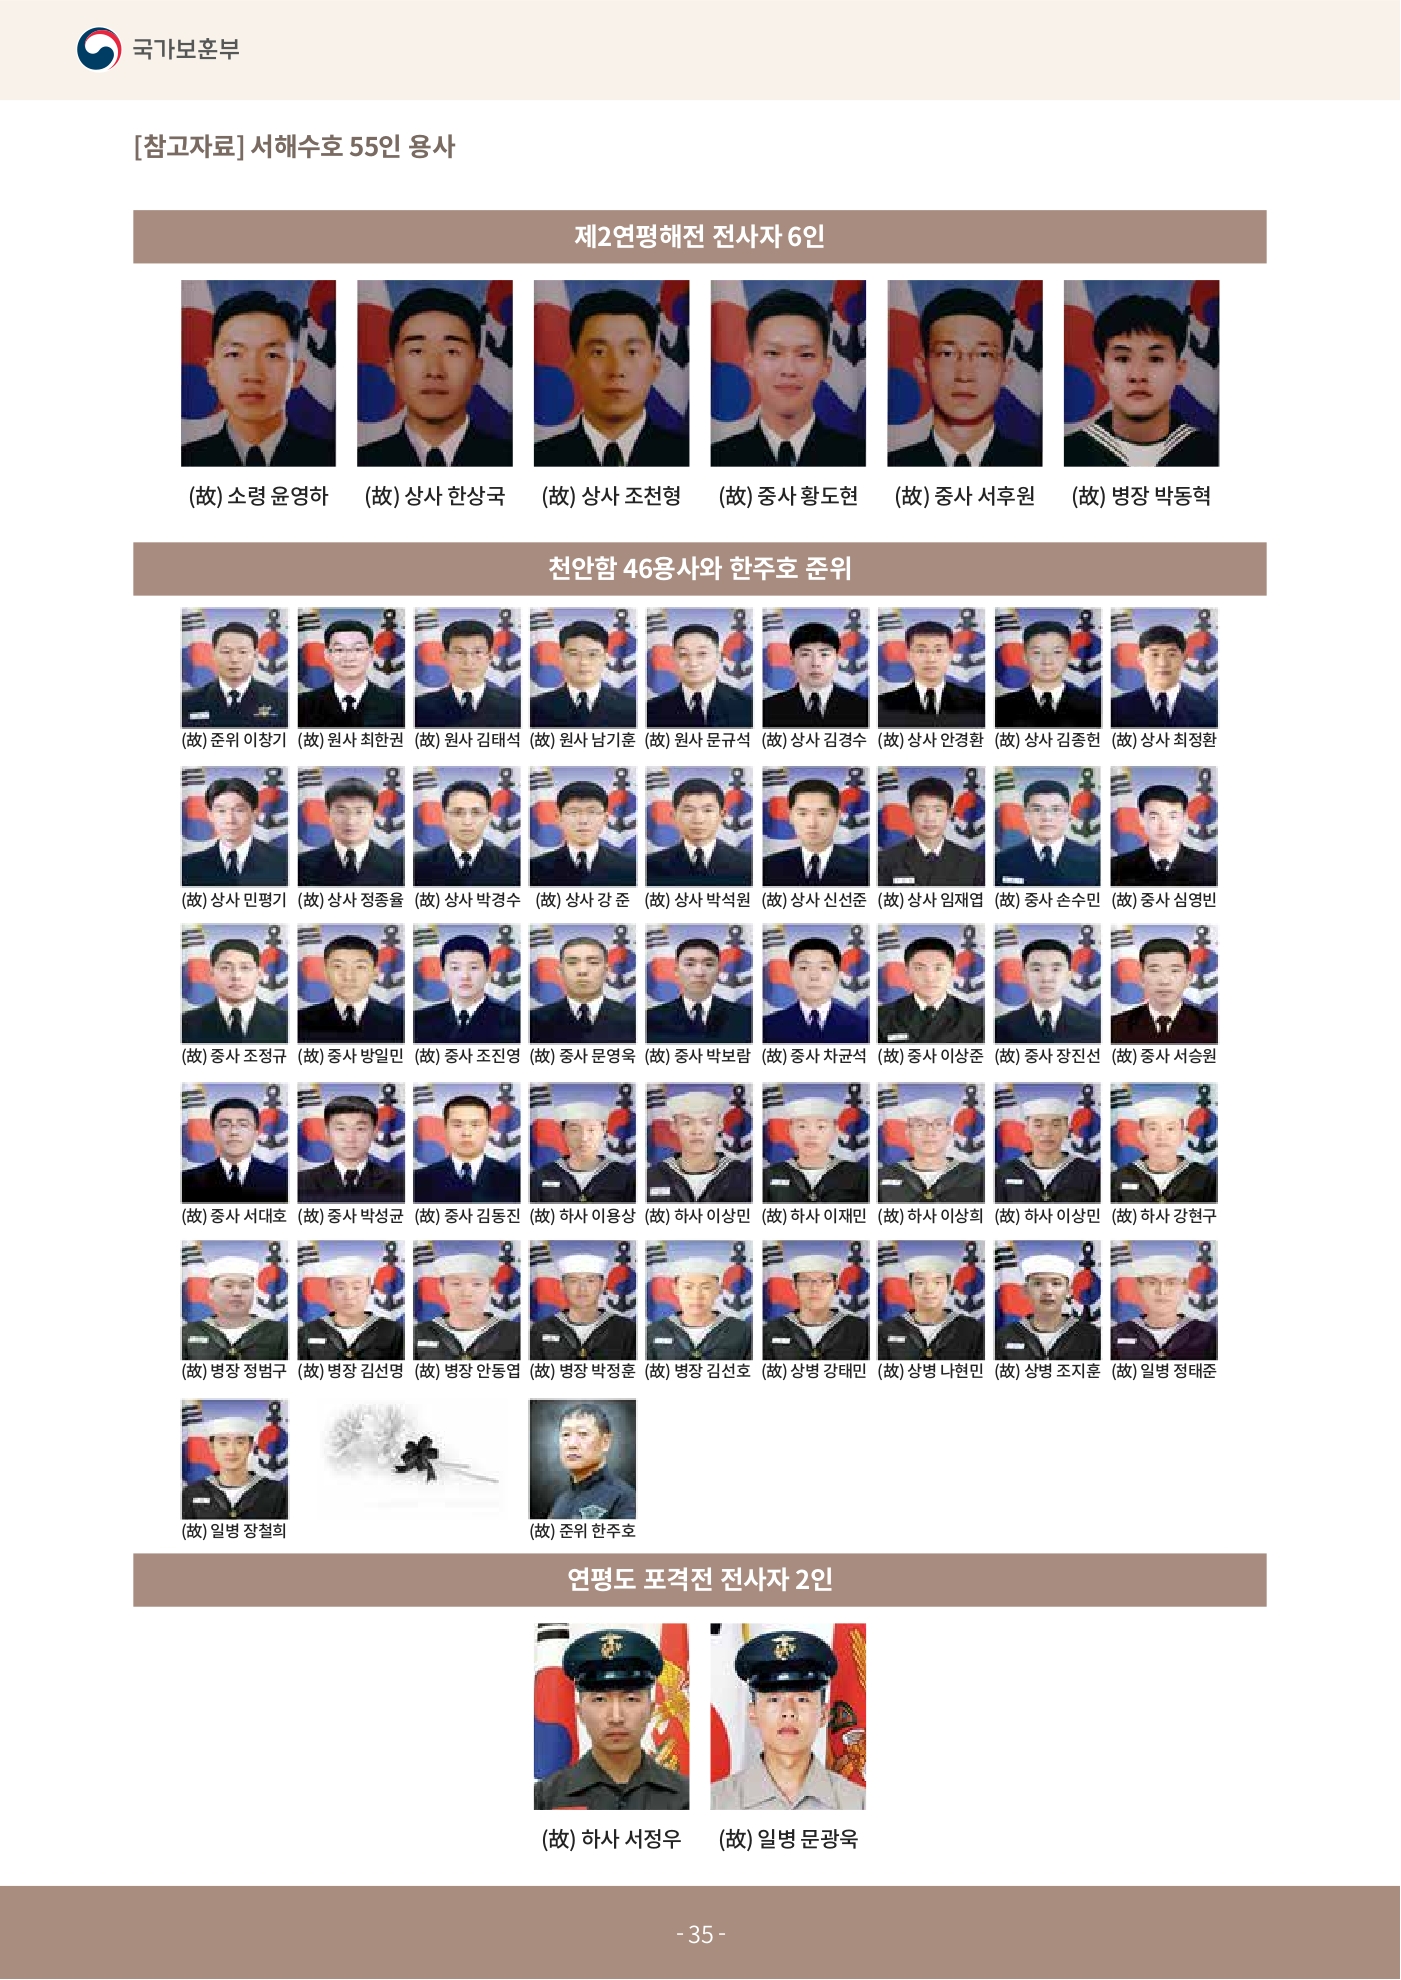 국가보훈부
[참고자료] 서해수호 55인 용사
제2연평해전 전사자 6인
(故) 소령 윤영하 (故) 상사 한상국 (故) 상사 조천형 (故) 중사 황도현 (故) 중사 서후원 (故) 병장 박동혁
천안함 46용사와 한주호 준위
(故) 준위 이창기 (故) 원사 최한권 (故) 원사 김태석 (故) 원사 남기훈 (故) 원사 문규석 (故) 상사 김경수 (故) 상사 안경환 (故) 상사 김종헌 (故) 상사 최정환
(故) 상사 민평기 (故) 상사 정종율 (故) 상사 박경수 (故) 상사 강 준 (故) 상사 박석원 (故) 상사 신선준 (故) 상사 임재엽 (故) 중사 손수민 (故) 중사 심영빈
(故) 중사 조정규 (故) 중사 방일민 (故) 중사 조진영 (故) 중사 문영욱 (故) 중사 박보람 (故) 중사 차균석 (故) 중사 이상준 (故) 중사 장진선 (故) 중사 서승원
(故) 중사 서대호 (故) 중사 박성균 (故) 중사 김동진 (故) 하사 이용상 (故) 하사 이상민 (故) 하사 이재민 (故) 하사 이상희 (故) 하사 이상민 (故) 하사 강현구
(故) 병장 정범구 (故) 병장 김선명 (故) 병장 안동엽 (故) 병장 박정훈 (故) 병장 김선호 (故) 상병 강태민 (故) 상병 나현민 (故) 상병 조지훈 (故) 일병 정태준
(故) 일병 장철희 (故) 준위 한주호
연평도 포격전 전사자 2인
(故) 하사 서정우 (故) 일병 문광욱
- 35 -